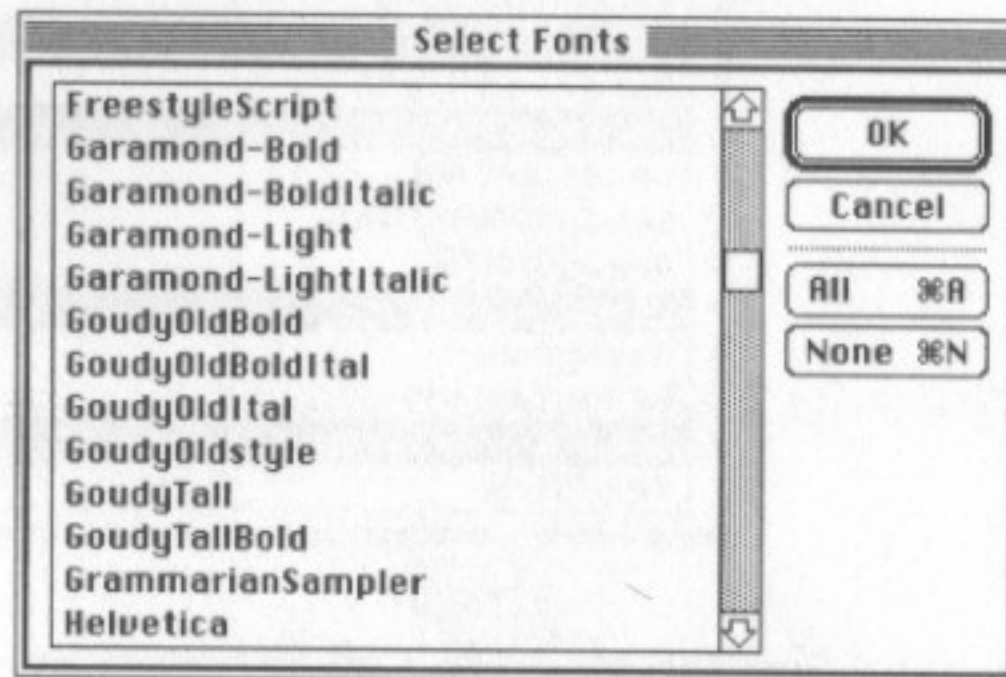 Select Fonts
FreestyleScript
Garamond-Bold
Garamond-BoldItalic
Garamond-Light
Garamond-LightItalic
GoudyOldBold
GoudyOldBoldItal
GoudyOldItal
GoudyOldstyle
GoudyTall
GoudyTallBold
GrammarianSampler
Helvetica
OK
Cancel
All ⌘A
None ⌘N